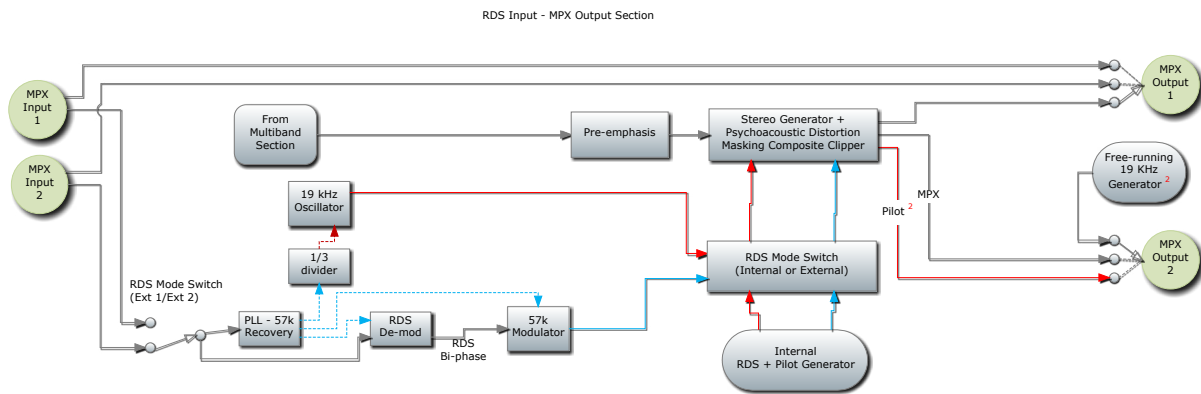 RDS Input - MPX Output Section
MPX
Input
1
MPX
Output
1
From
Multiband
Section
Pre-emphasis
Stereo Generator +
Psychoacoustic Distortion
Masking Composite Clipper
MPX
Input
2
Free-running
19 KHz
Generator 2
19 kHz
Oscillator
MPX
Pilot 2
1/3
divider
RDS Mode Switch
(Internal or External)
MPX
Output
2
RDS Mode Switch
(Ext 1/Ext 2)
PLL - 57k
Recovery
RDS
De-mod
57k
Modulator
RDS
Bi-phase
Internal
RDS + Pilot Generator